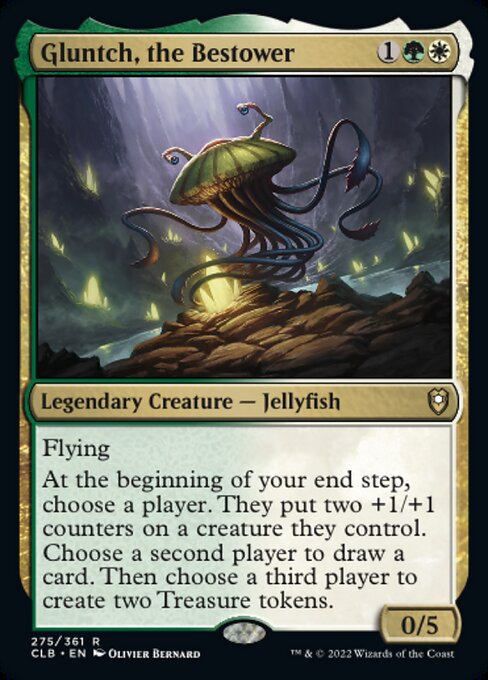 Gluntch, the Bestower 1
Legendary Creature — Jellyfish
Flying
At the beginning of your end step,
choose a player. They put two +1/+1
counters on a creature they control.
Choose a second player to draw a
card. Then choose a third player to
create two Treasure tokens.
0/5
275/361 R
CLB • EN Olivier Bernard
™ & © 2022 Wizards of the Coast